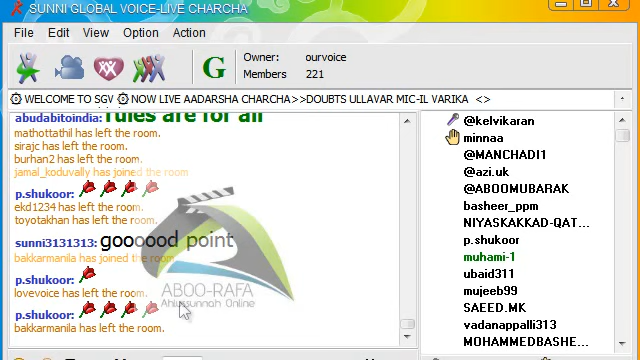 SUNNI GLOBAL VOICE-LIVE CHARCHA
File Edit View Option Action
G
Owner: ourvoice
Members 221
WELCOME TO SGV NOW LIVE AADARSHA CHARCHA>>DOUBTS ULLAVAR MIC-IL VARIKA <>
abudabitoindia: rules are for all
mathottathil has left the room.
sirajc has left the room.
burhan2 has left the room.
jamal_koduvally has joined the room.
p.shukoor:
ekd1234 has left the room.
toyotakhan has left the room.
sunni3131313: goooood point
bakkarmanila has joined the room.
p.shukoor:
lovevoice has left the room.
p.shukoor:
bakkarmanila has left the room.
ABOO-RAFA
Ahlussunnah Online
@kelvikaran
minnaa
@MANCHADI1
@azi.uk
@ABOOMUBARAK
basheer_ppm
NIYASKAKKAD-QAT...
p.shukoor
muhami-1
ubaid311
mujeeb99
SAEED.MK
vadanappalli313
MOHAMMEDBASHE...